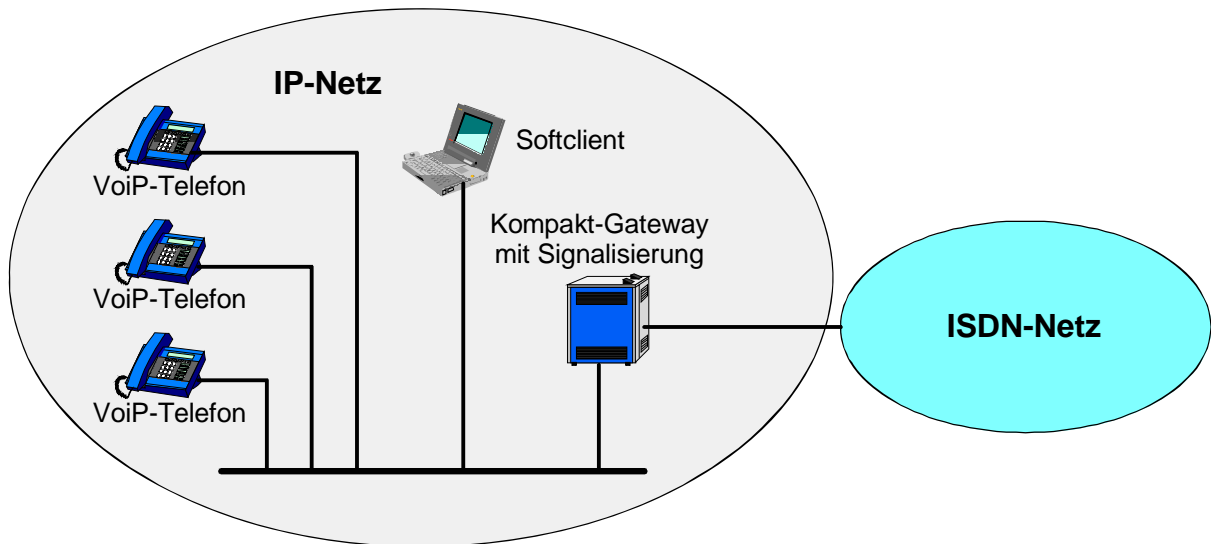 IP-Netz
VoiP-Telefon
Softclient
VoiP-Telefon
Kompakt-Gateway
mit Signalisierung
VoiP-Telefon
ISDN-Netz